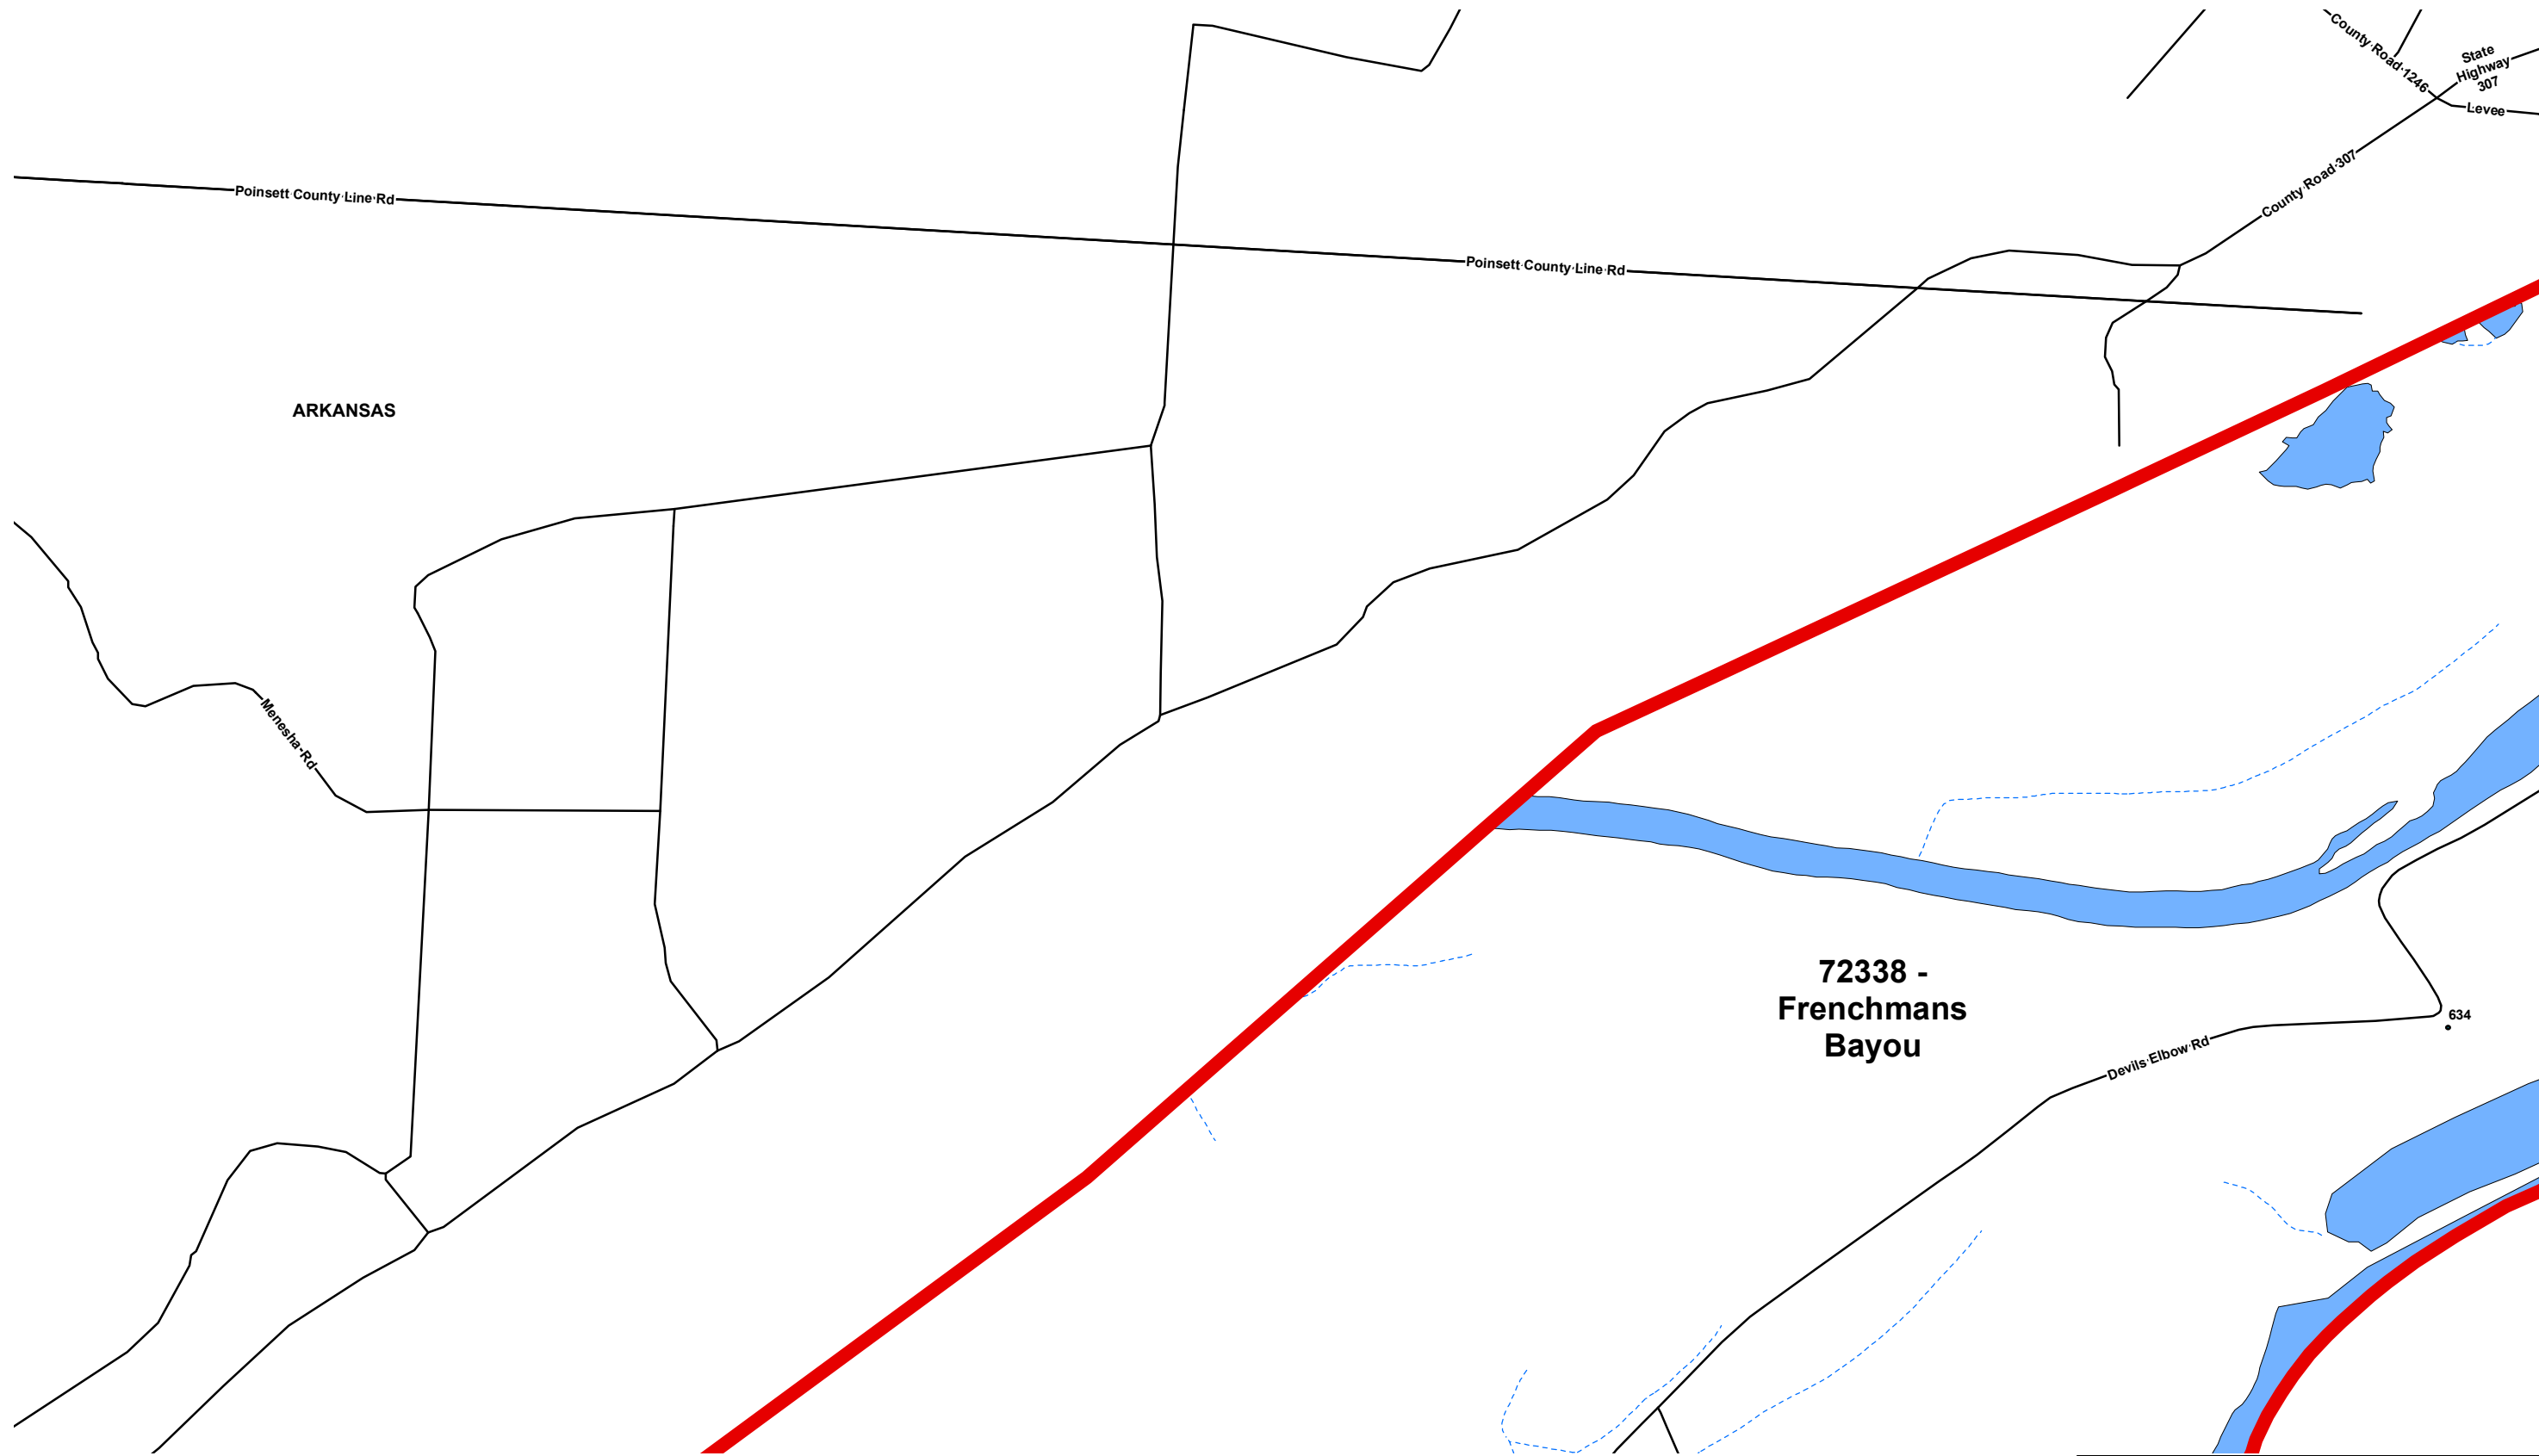 County Road 1246
State
Highway
307
Levee
County Road 307
Poinsett County Line Rd
Poinsett County Line Rd
ARKANSAS
Menesha Rd
72338 -
Frenchmans
Bayou
634
Devils Elbow Rd